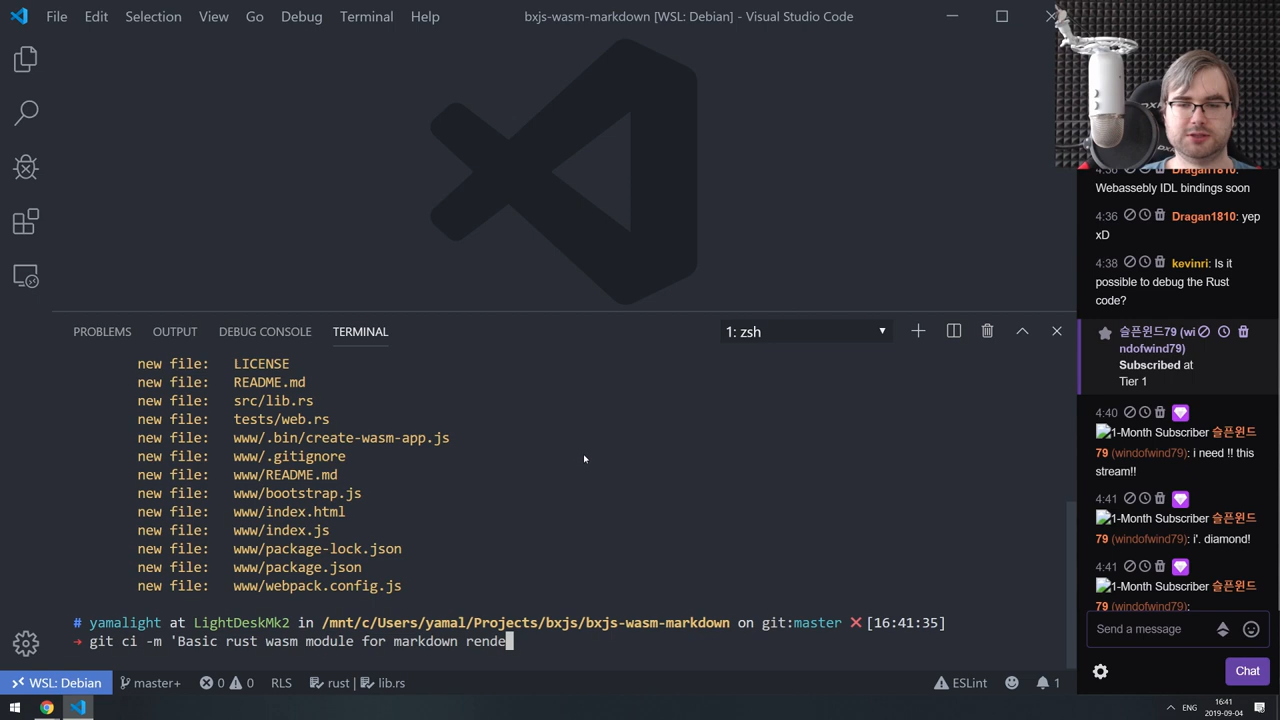 File Edit Selection View Go Debug Terminal Help
bxjs-wasm-markdown [WSL: Debian] - Visual Studio Code
PROBLEMS OUTPUT DEBUG CONSOLE TERMINAL
1: zsh
new file: LICENSE
new file: README.md
new file: src/lib.rs
new file: tests/web.rs
new file: www/.bin/create-wasm-app.js
new file: www/.gitignore
new file: www/README.md
new file: www/bootstrap.js
new file: www/index.html
new file: www/index.js
new file: www/package-lock.json
new file: www/package.json
new file: www/webpack.config.js
# yamalight at LightDeskMk2 in /mnt/c/Users/yamal/Projects/bxjs/bxjs-wasm-markdown on git:master ❌ [16:41:35]
→ git ci -m 'Basic rust wasm module for markdown rende
WSL: Debian master+ 0 0 RLS rust | lib.rs ESLint 1
4:36 Dragan1810:
Webassebly IDL bindings soon
4:36 Dragan1810: yep
xD
4:38 kevinri: Is it
possible to debug the Rust
code?
슬픈윈드79 (wi
ndofwind79)
Subscribed at
Tier 1
4:40
1-Month Subscriber 슬픈윈드
79 (windofwind79): i need !! this
stream!!
4:41
1-Month Subscriber 슬픈윈드
79 (windofwind79): i'. diamond!
4:41
1-Month Subscriber 슬픈윈드
79 (windofwind79):
Send a message
Chat
ENG
16:41
2019-09-04